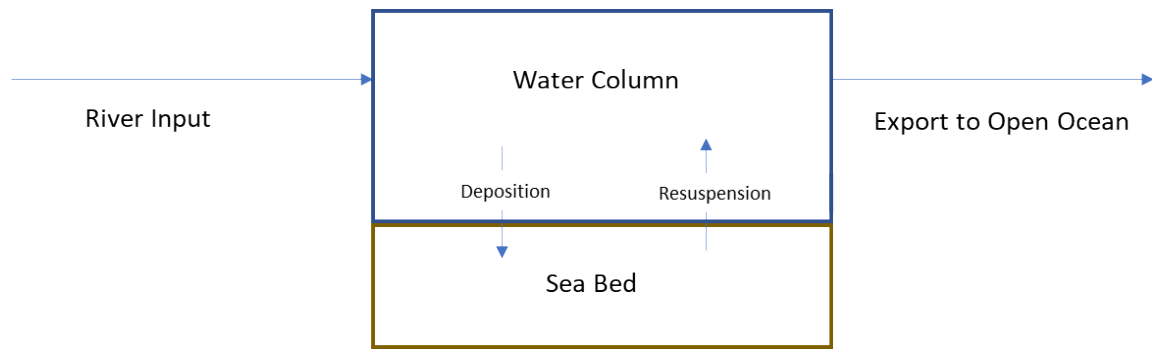 Water Column
River Input
Export to Open Ocean
Deposition
Resuspension
Sea Bed